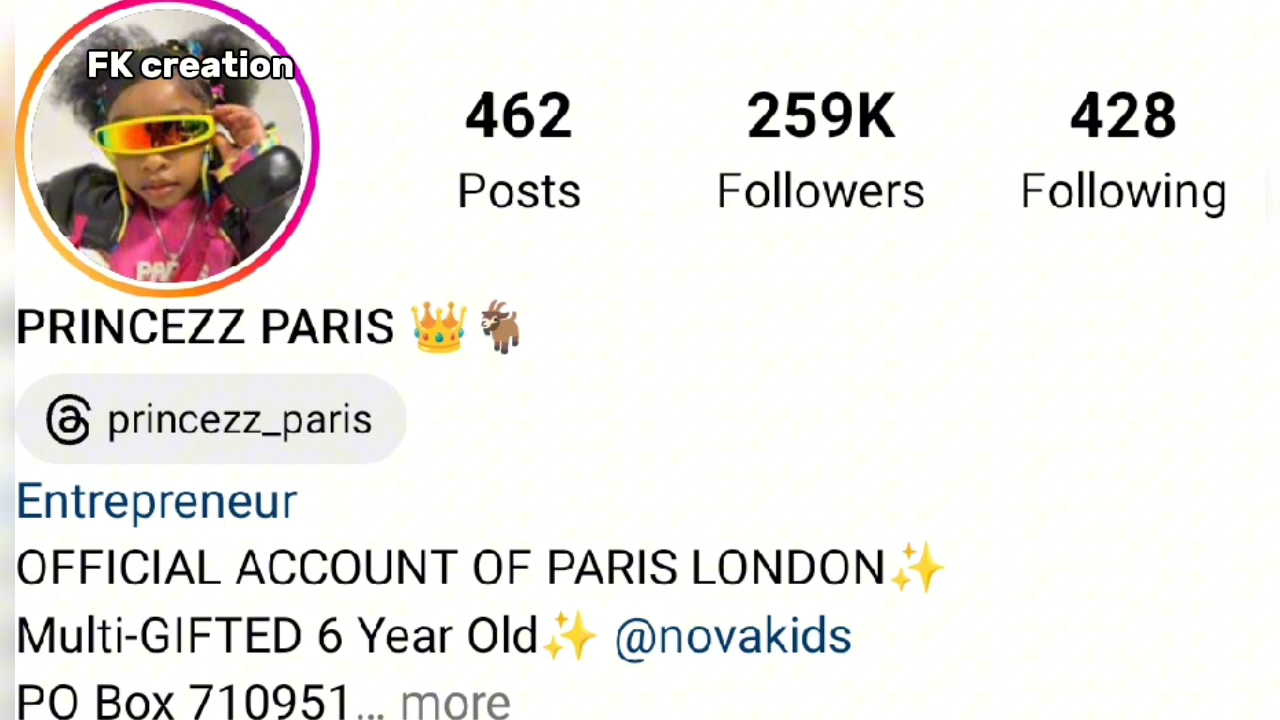 FK creation
462 259K 428
Posts Followers Following
PRINCEZZ PARIS 👑🐐
princezz_paris
Entrepreneur
OFFICIAL ACCOUNT OF PARIS LONDON✨
Multi-GIFTED 6 Year Old✨ @novakids
PO Box 710951... more